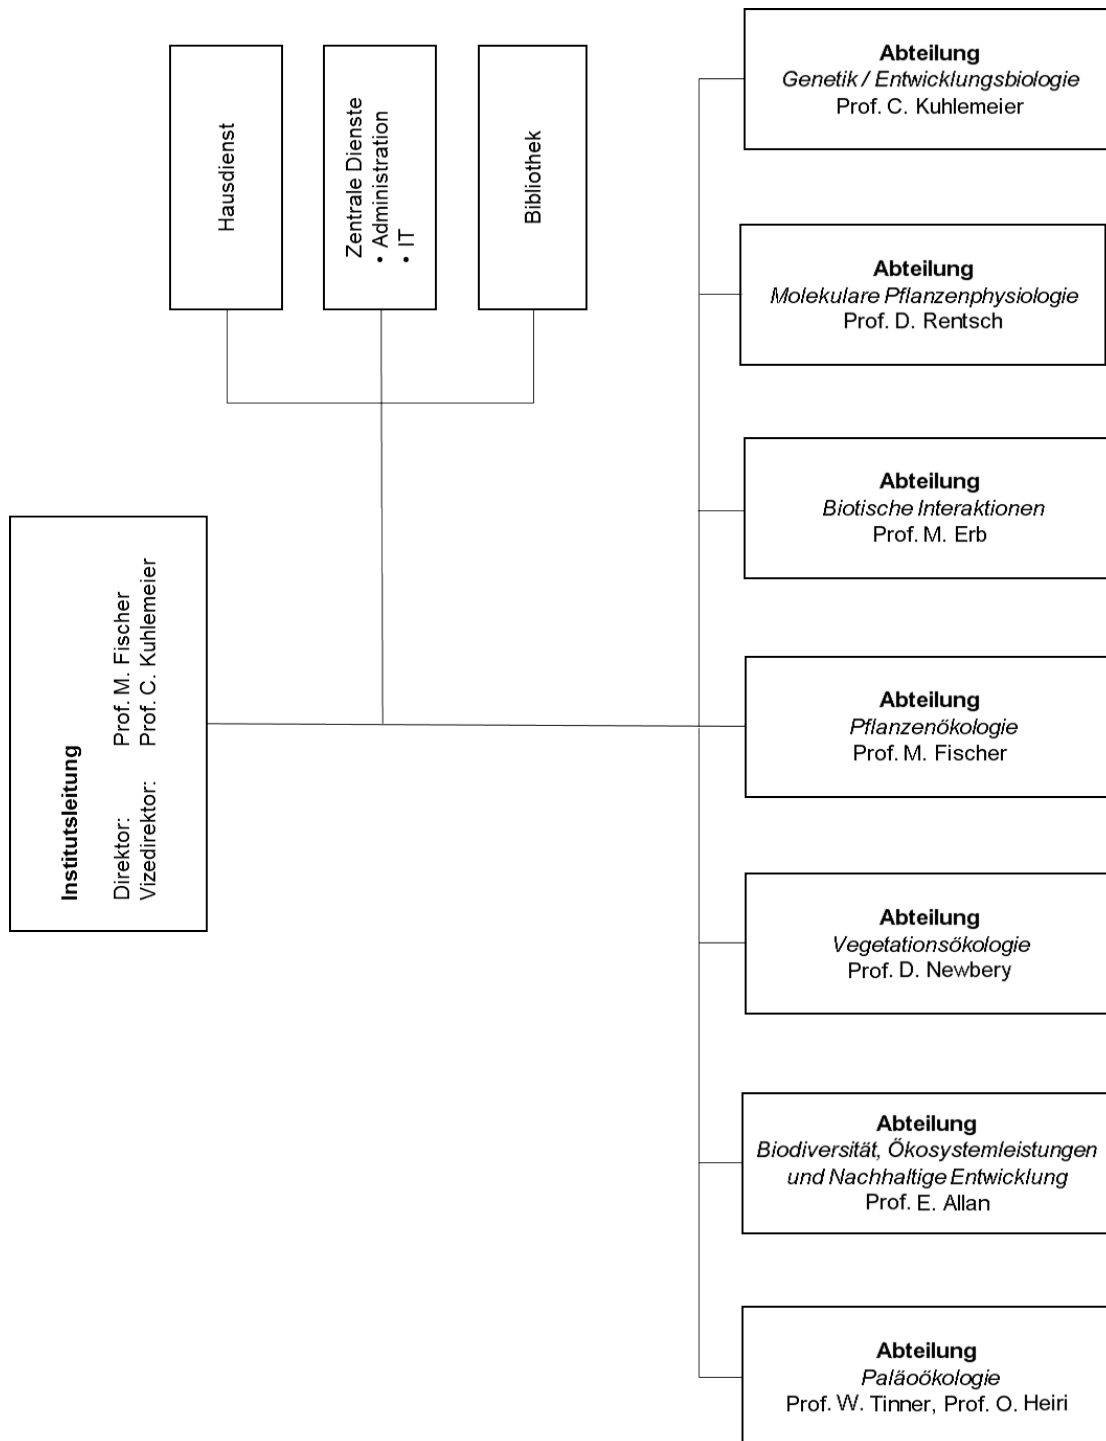 Institutsleitung
Direktor: Prof. M. Fischer
Vizedirektor: Prof. C. Kuhlemeier
Hausdienst
Zentrale Dienste
• Administration
• IT
Bibliothek
Abteilung
Genetik / Entwicklungsbiologie
Prof. C. Kuhlemeier
Abteilung
Molekulare Pflanzenphysiologie
Prof. D. Rentsch
Abteilung
Biotische Interaktionen
Prof. M. Erb
Abteilung
Pflanzenökologie
Prof. M. Fischer
Abteilung
Vegetationsökologie
Prof. D. Newbery
Abteilung
Biodiversität, Ökosystemleistungen
und Nachhaltige Entwicklung
Prof. E. Allan
Abteilung
Paläoökologie
Prof. W. Tinner, Prof. O. Heiri